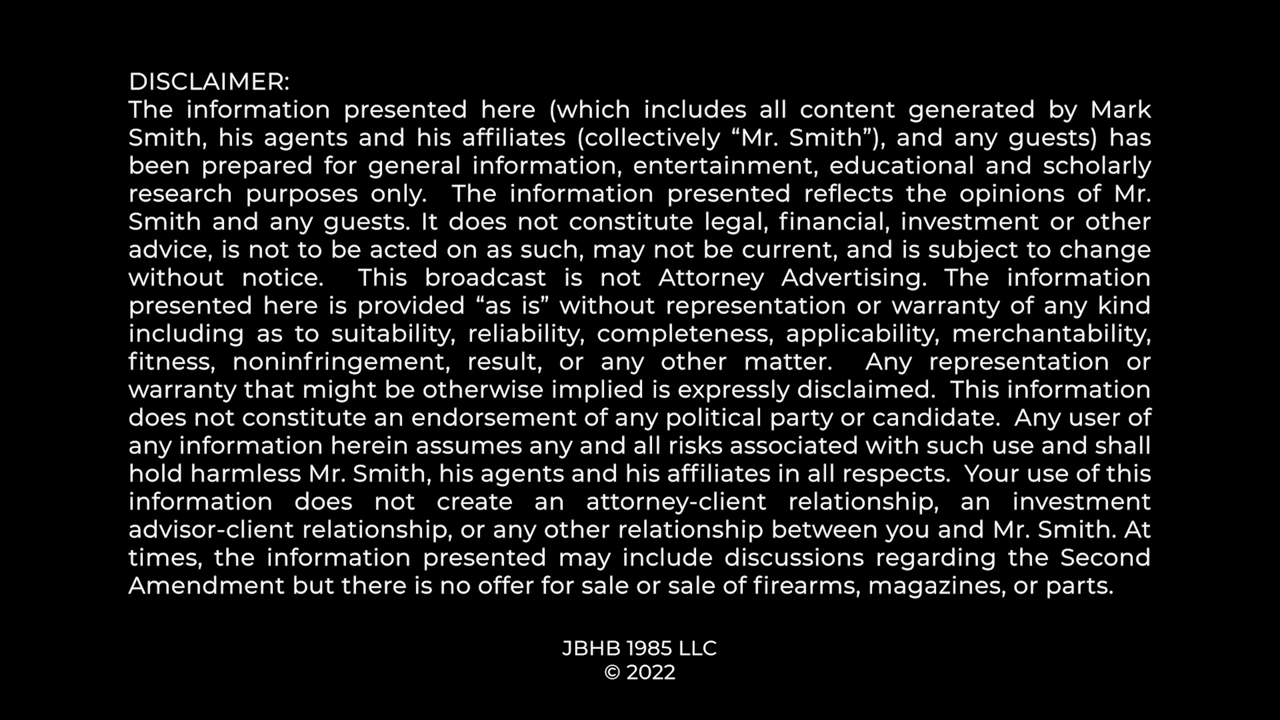 DISCLAIMER:
The information presented here (which includes all content generated by Mark
Smith, his agents and his affiliates (collectively “Mr. Smith”), and any guests) has
been prepared for general information, entertainment, educational and scholarly
research purposes only.  The information presented reflects the opinions of Mr.
Smith and any guests. It does not constitute legal, financial, investment or other
advice, is not to be acted on as such, may not be current, and is subject to change
without notice.  This broadcast is not Attorney Advertising. The information
presented here is provided “as is” without representation or warranty of any kind
including as to suitability, reliability, completeness, applicability, merchantability,
fitness, noninfringement, result, or any other matter.  Any representation or
warranty that might be otherwise implied is expressly disclaimed.  This information
does not constitute an endorsement of any political party or candidate.  Any user of
any information herein assumes any and all risks associated with such use and shall
hold harmless Mr. Smith, his agents and his affiliates in all respects.  Your use of this
information does not create an attorney-client relationship, an investment
advisor-client relationship, or any other relationship between you and Mr. Smith. At
times, the information presented may include discussions regarding the Second
Amendment but there is no offer for sale or sale of firearms, magazines, or parts.
JBHB 1985 LLC
© 2022